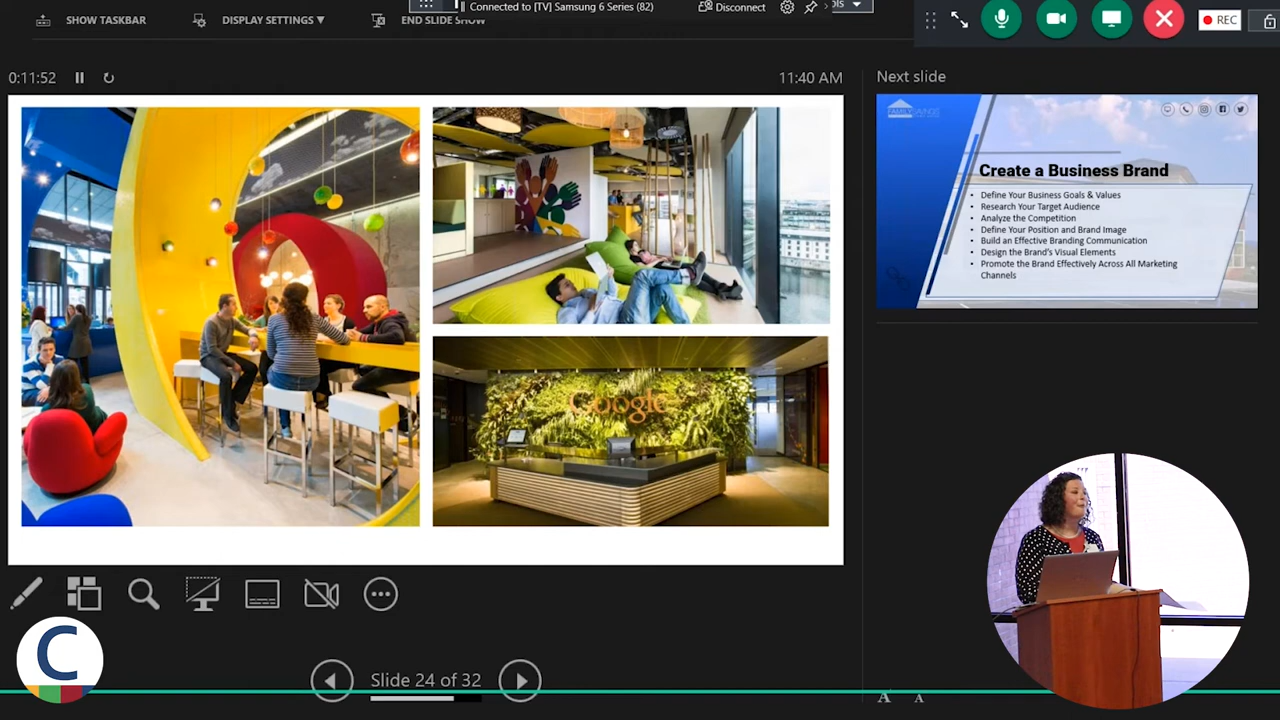 Connected to [TV] Samsung 6 Series (82)
Disconnect
SHOW TASKBAR
DISPLAY SETTINGS ▼
END SLIDE SHOW
REC
0:11:52
11:40 AM
Next slide
FAMILY SAVINGS
Create a Business Brand
• Define Your Business Goals & Values
• Research Your Target Audience
• Analyze the Competition
• Define Your Position and Brand Image
• Build an Effective Branding Communication
• Design the Brand's Visual Elements
• Promote the Brand Effectively Across All Marketing
Channels
Google
C
Slide 24 of 32
A A